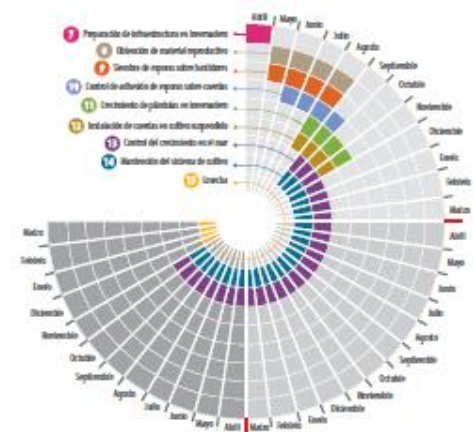 7 Preparación de infraestructura en invernadero
8 Obtención de material reproductivo
9 Siembra de esporas sobre bastidores
10 Control de adhesión de esporas sobre cuerdas
11 Crecimiento de plántulas en invernadero
12 Instalación de cuerdas en cultivo suspendido
13 Control del crecimiento en el mar
14 Mantención del sistema de cultivo
15 Cosecha
Abril
Mayo
Junio
Julio
Agosto
Septiembre
Octubre
Noviembre
Diciembre
Enero
Febrero
Marzo
Abril
Mayo
Junio
Julio
Agosto
Septiembre
Octubre
Noviembre
Diciembre
Enero
Febrero
Marzo
Abril
Mayo
Junio
Julio
Agosto
Septiembre
Octubre
Noviembre
Diciembre
Enero
Febrero
Marzo